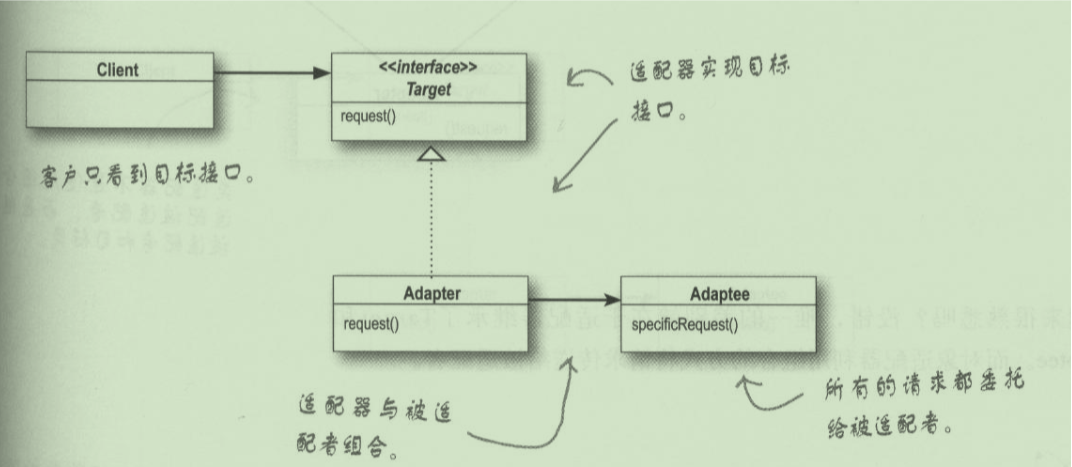 Client
<<interface>>
Target
request()
适配器实现目标
接口。
客户只看到目标接口。
Adapter
request()
Adaptee
specificRequest()
适配器与被适
配者组合。
所有的请求都委托
给被适配者。